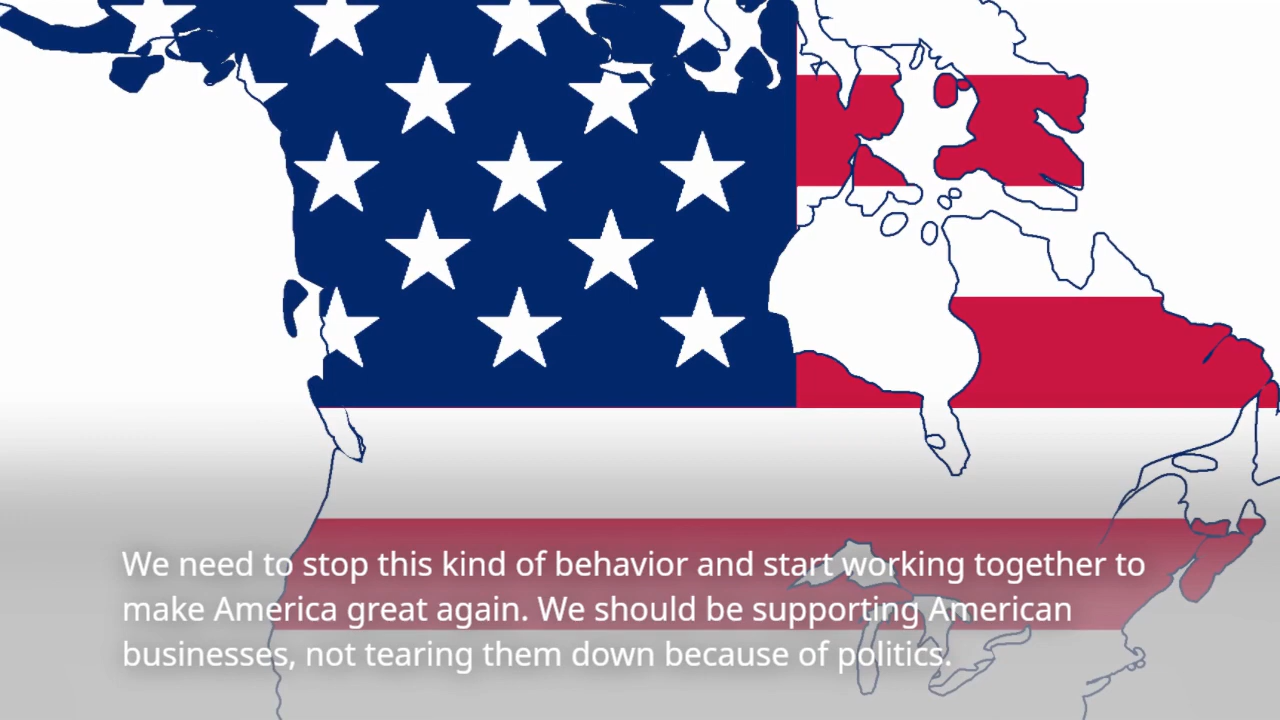 We need to stop this kind of behavior and start working together to
make America great again. We should be supporting American
businesses, not tearing them down because of politics.